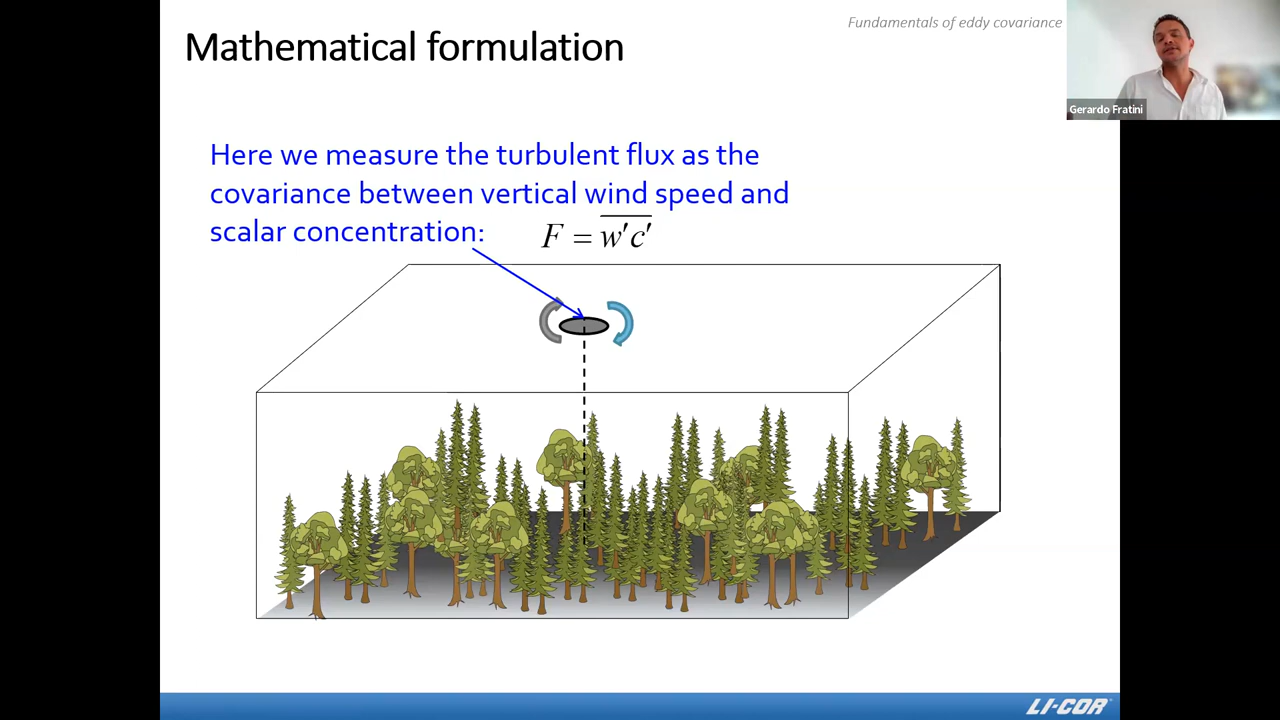 Fundamentals of eddy covariance
Mathematical formulation
Gerardo Fratini
Here we measure the turbulent flux as the
covariance between vertical wind speed and
scalar concentration:
F = w′c′
LI-COR